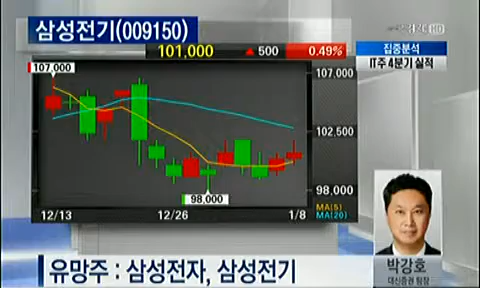 삼성전기(009150)
101,000 ▲ 500 0.49%
집중분석
IT주 4분기 실적
107,000
107,000
102,500
98,000
98,000
MA(5)
MA(20)
12/13 12/26 1/8
박강호
대신증권 팀장
유망주 : 삼성전자, 삼성전기